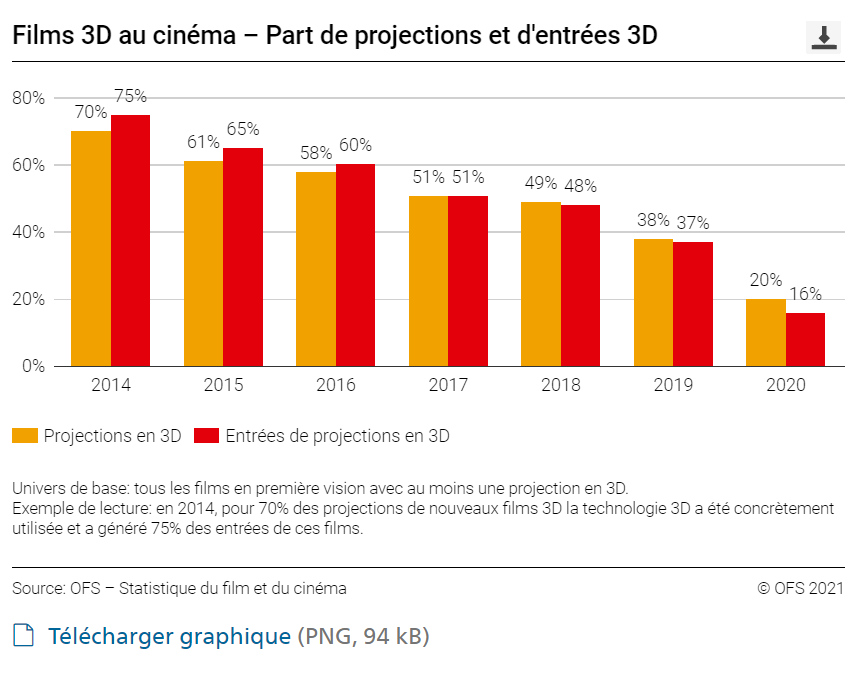 Films 3D au cinéma – Part de projections et d'entrées 3D
80%
60%
40%
20%
0%
70% 75%
61% 65%
58% 60%
51% 51%
49% 48%
38% 37%
20% 16%
2014 2015 2016 2017 2018 2019 2020
Projections en 3D Entrées de projections en 3D
Univers de base: tous les films en première vision avec au moins une projection en 3D.
Exemple de lecture: en 2014, pour 70% des projections de nouveaux films 3D la technologie 3D a été concrètement
utilisée et a généré 75% des entrées de ces films.
Source: OFS – Statistique du film et du cinéma © OFS 2021
Télécharger graphique (PNG, 94 kB)